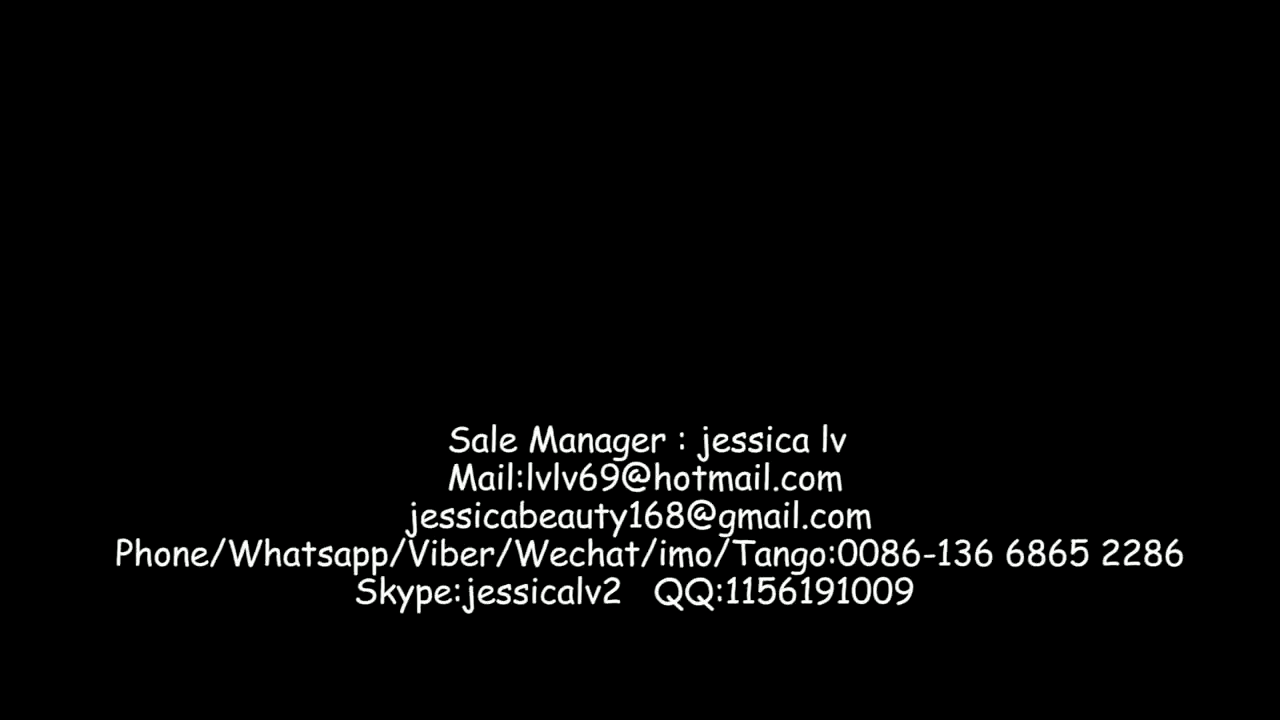 Sale Manager : jessica lv
Mail:lvlv69@hotmail.com
jessicabeauty168@gmail.com
Phone/Whatsapp/Viber/Wechat/imo/Tango:0086-136 6865 2286
Skype:jessicalv2   QQ:1156191009